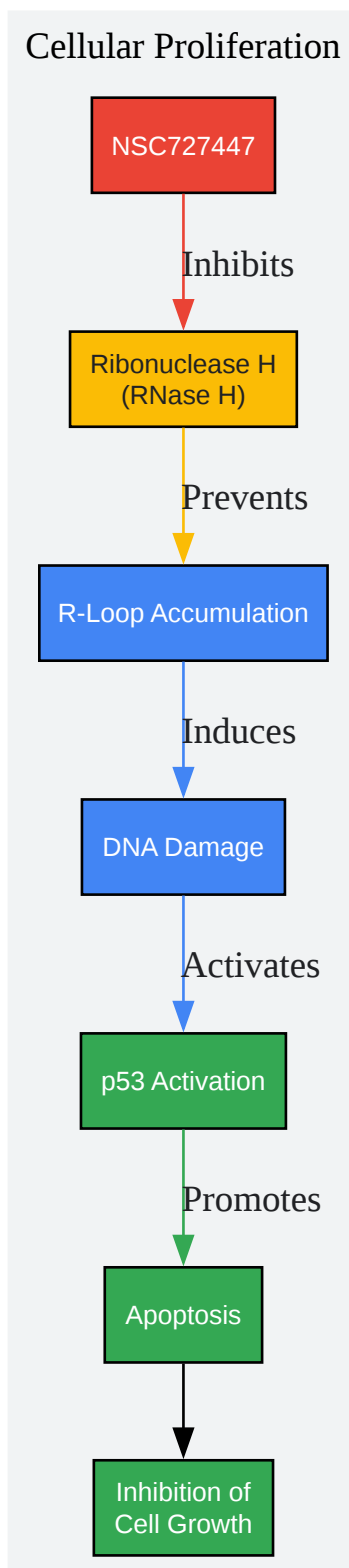 Cellular Proliferation
NSC727447
Inhibits
Ribonuclease H
(RNase H)
Prevents
R-Loop Accumulation
Induces
DNA Damage
Activates
p53 Activation
Promotes
Apoptosis
Inhibition of
Cell Growth